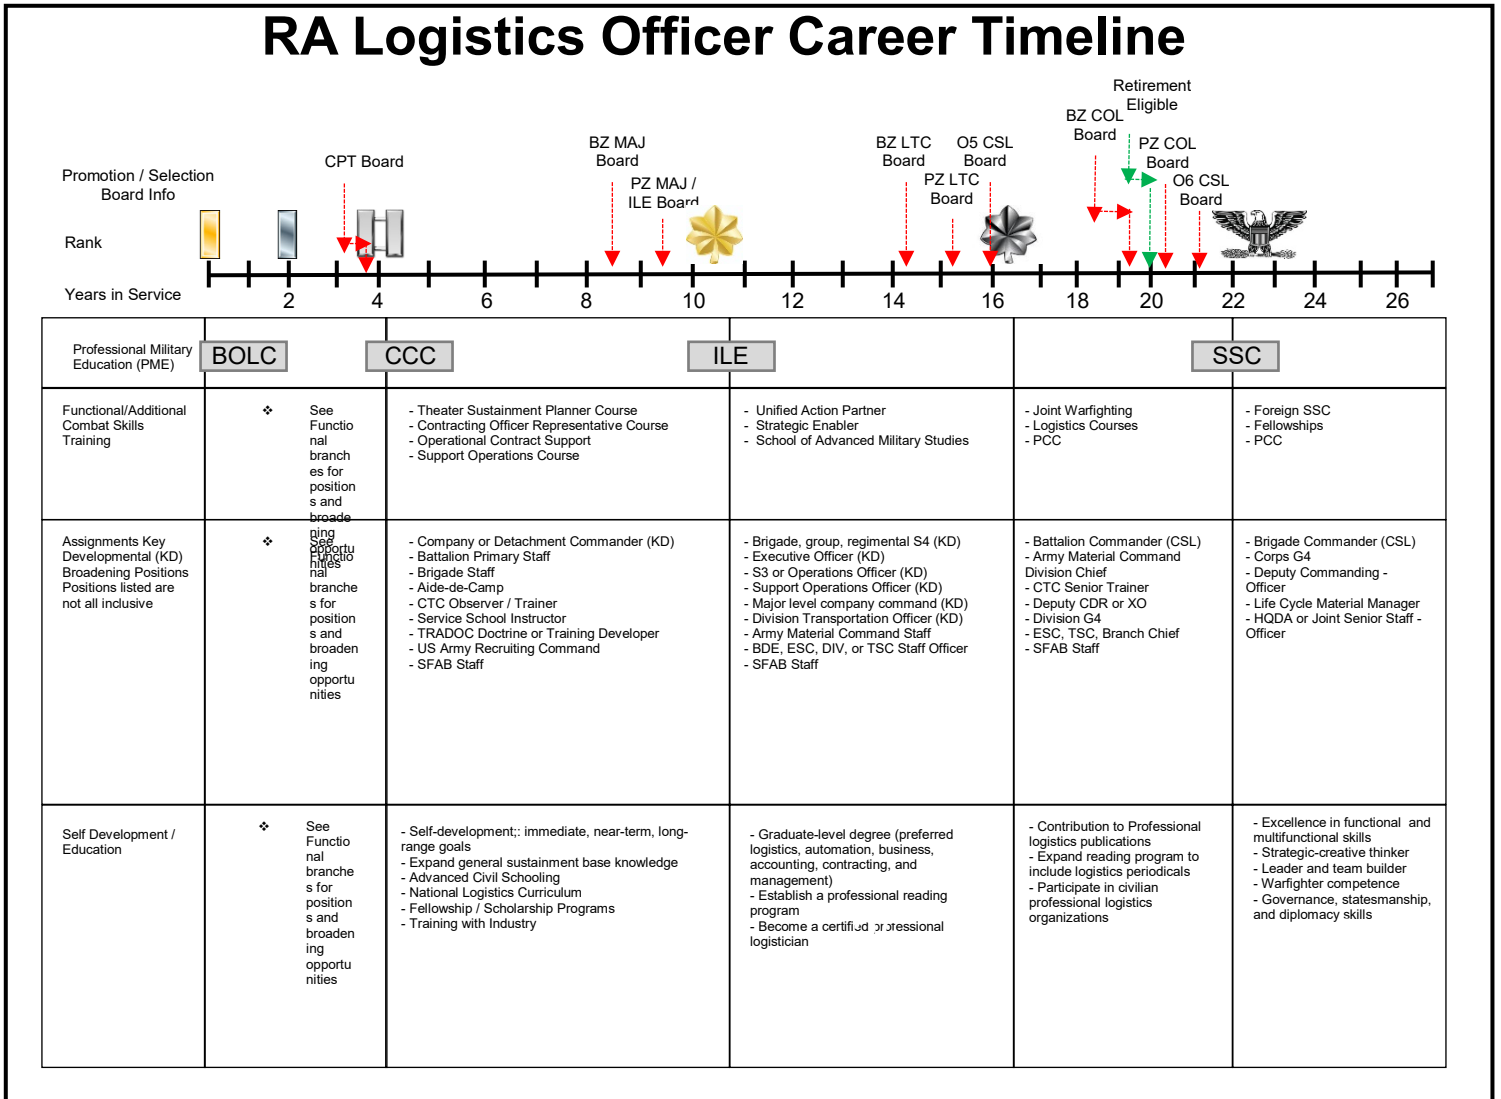 RA Logistics Officer Career Timeline
Retirement
Eligible
BZ COL
Board
BZ MAJ
Board
BZ LTC
Board
O5 CSL
Board
PZ COL
Board
CPT Board
Promotion / Selection
Board Info
PZ MAJ /
ILE Board
PZ LTC
Board
O6 CSL
Board
Rank
Years in Service
2
4
6
8
10
12
14
16
18
20
22
24
26
Professional Military
Education (PME)
BOLC
CCC
ILE
SSC
Functional/Additional
Combat Skills
Training
❖ See
Functio
nal
branch
es for
position
s and
broade
ning
opportu
nities
- Theater Sustainment Planner Course
- Contracting Officer Representative Course
- Operational Contract Support
- Support Operations Course
- Unified Action Partner
- Strategic Enabler
- School of Advanced Military Studies
- Joint Warfighting
- Logistics Courses
- PCC
- Foreign SSC
- Fellowships
- PCC
Assignments Key
Developmental (KD)
Broadening Positions
Positions listed are
not all inclusive
❖ See
Functio
nal
branche
s for
position
s and
broaden
ing
opportu
nities
- Company or Detachment Commander (KD)
- Battalion Primary Staff
- Brigade Staff
- Aide-de-Camp
- CTC Observer / Trainer
- Service School Instructor
- TRADOC Doctrine or Training Developer
- US Army Recruiting Command
- SFAB Staff
- Brigade, group, regimental S4 (KD)
- Executive Officer (KD)
- S3 or Operations Officer (KD)
- Support Operations Officer (KD)
- Major level company command (KD)
- Division Transportation Officer (KD)
- Army Material Command Staff
- BDE, ESC, DIV, or TSC Staff Officer
- SFAB Staff
- Battalion Commander (CSL)
- Army Material Command
Division Chief
- CTC Senior Trainer
- Deputy CDR or XO
- Division G4
- ESC, TSC, Branch Chief
- SFAB Staff
- Brigade Commander (CSL)
- Corps G4
- Deputy Commanding -
Officer
- Life Cycle Material Manager
- HQDA or Joint Senior Staff -
Officer
Self Development /
Education
❖ See
Functio
nal
branche
s for
position
s and
broaden
ing
opportu
nities
- Self-development;: immediate, near-term, long-
range goals
- Expand general sustainment base knowledge
- Advanced Civil Schooling
- National Logistics Curriculum
- Fellowship / Scholarship Programs
- Training with Industry
- Graduate-level degree (preferred
logistics, automation, business,
accounting, contracting, and
management)
- Establish a professional reading
program
- Become a certified professional
logistician
- Contribution to Professional
logistics publications
- Expand reading program to
include logistics periodicals
- Participate in civilian
professional logistics
organizations
- Excellence in functional and
multifunctional skills
- Strategic-creative thinker
- Leader and team builder
- Warfighter competence
- Governance, statesmanship,
and diplomacy skills